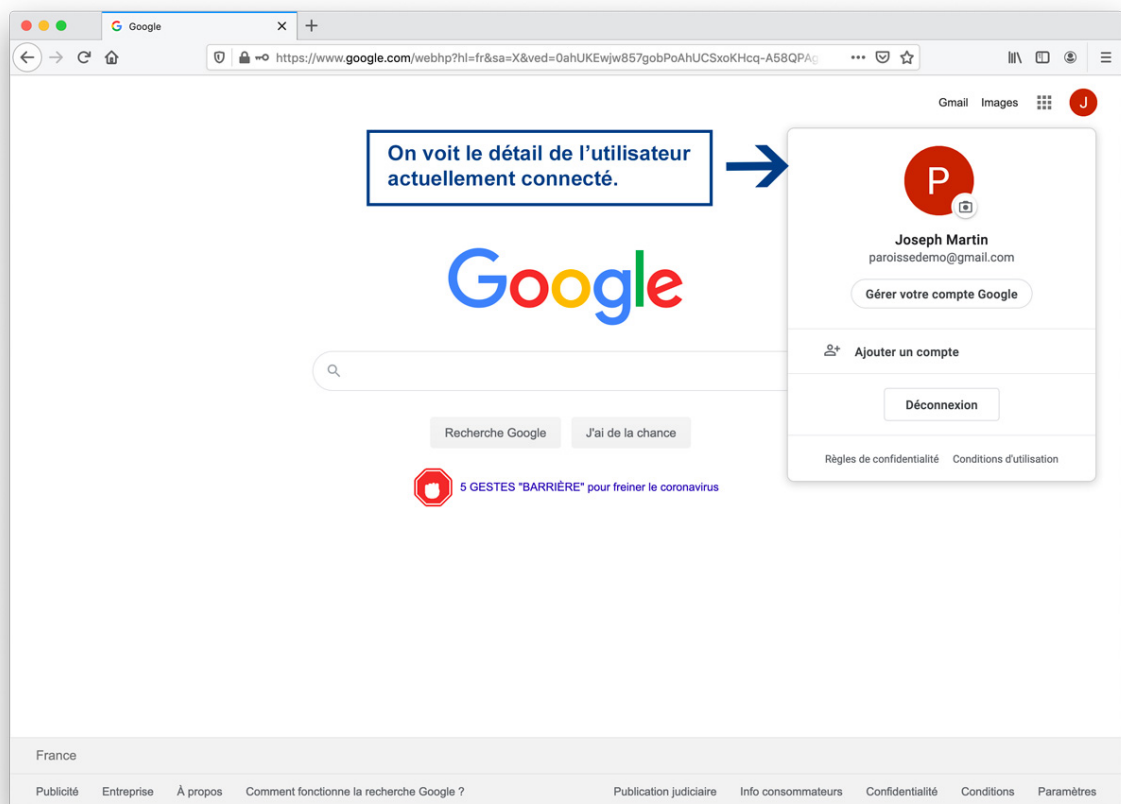 Google
https://www.google.com/webhp?hl=fr&sa=X&ved=0ahUKEwjw857gobPoAhUCSxoKHcq-A58QPAg
Gmail Images J
On voit le détail de l’utilisateur
actuellement connecté.
P
Joseph Martin
paroissedemo@gmail.com
Gérer votre compte Google
Google
Ajouter un compte
Déconnexion
Recherche Google J'ai de la chance
Règles de confidentialité Conditions d'utilisation
5 GESTES "BARRIÈRE" pour freiner le coronavirus
France
Publicité Entreprise À propos Comment fonctionne la recherche Google ? Publication judiciaire Info consommateurs Confidentialité Conditions Paramètres